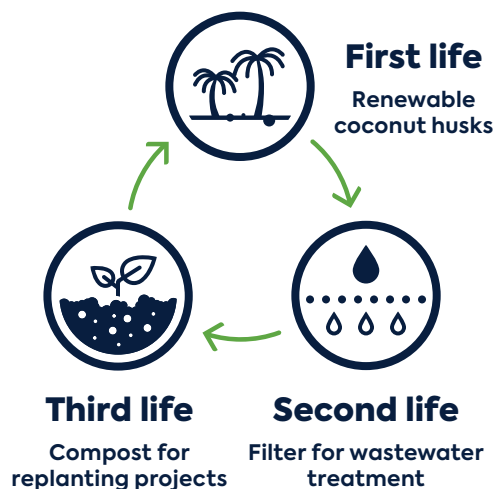 First life
Renewable
coconut husks
Third life
Compost for
replanting projects
Second life
Filter for wastewater
treatment